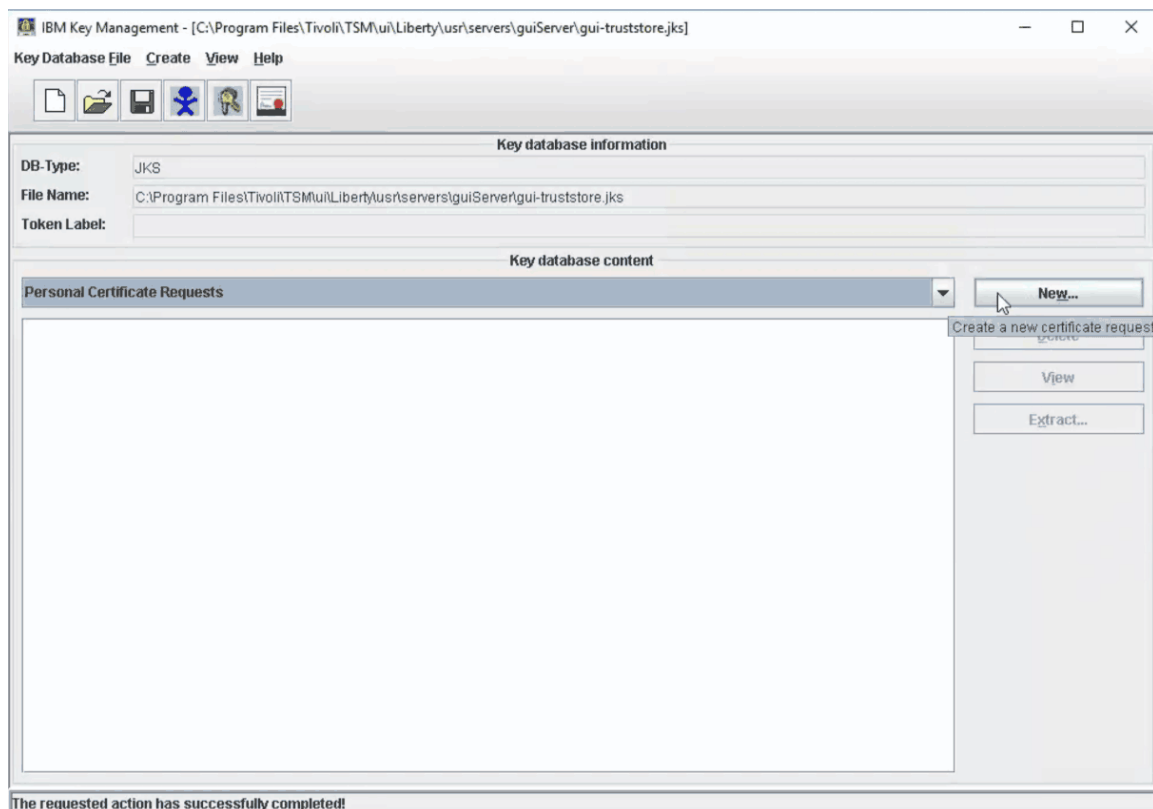 IBM Key Management - [C:\Program Files\Tivoli\TSM\ui\Liberty\usr\servers\guiServer\gui-truststore.jks]
Key Database File Create View Help
Key database information
DB-Type: JKS
File Name: C:\Program Files\Tivoli\TSM\ui\Liberty\usr\servers\guiServer\gui-truststore.jks
Token Label:
Key database content
Personal Certificate Requests
New...
Create a new certificate request
Delete
View
Extract...
The requested action has successfully completed!